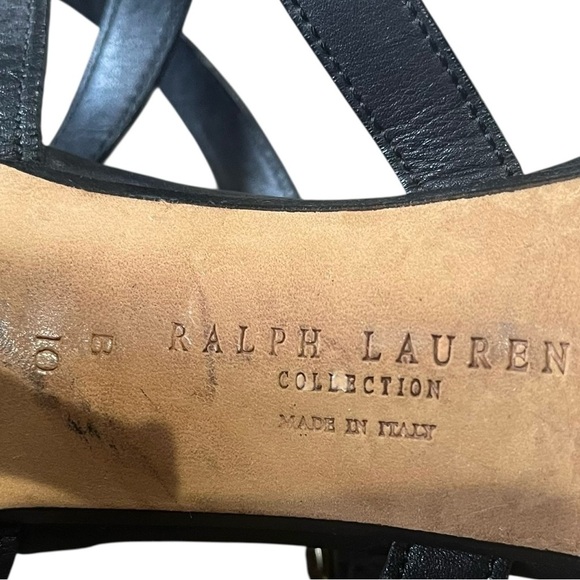 RALPH LAUREN
COLLECTION
MADE IN ITALY
B
10